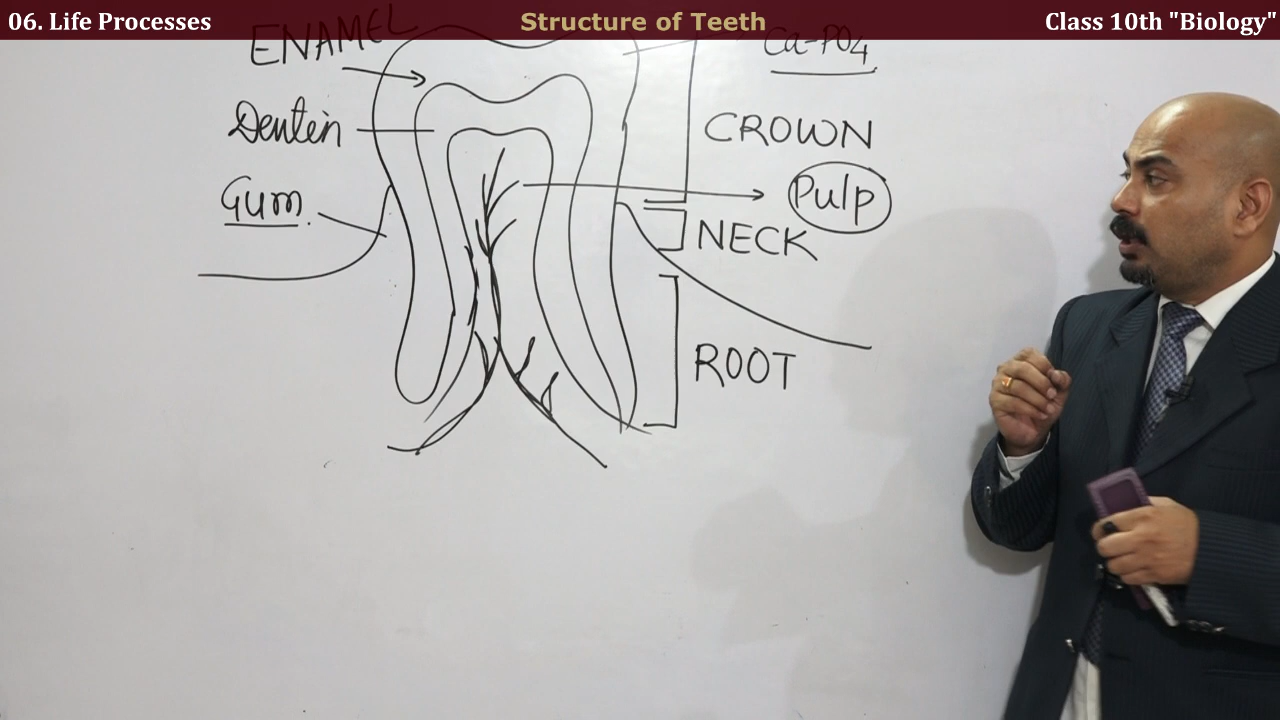 06. Life Processes
Structure of Teeth
Class 10th "Biology"
ENAMEL
Ca-PO4
Dentin
CROWN
Gum.
Pulp
NECK
ROOT